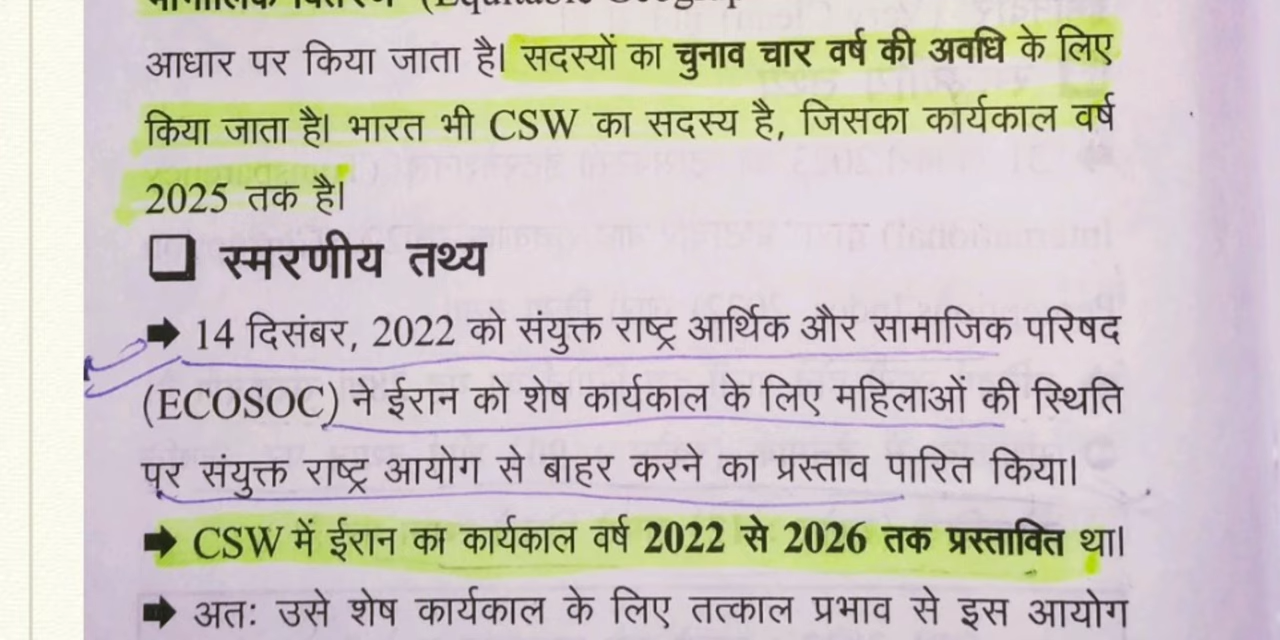 आधार पर किया जाता है। सदस्यों का चुनाव चार वर्ष की अवधि के लिए
किया जाता है। भारत भी CSW का सदस्य है, जिसका कार्यकाल वर्ष
2025 तक है।
❑ स्मरणीय तथ्य
➡ 14 दिसंबर, 2022 को संयुक्त राष्ट्र आर्थिक और सामाजिक परिषद
(ECOSOC) ने ईरान को शेष कार्यकाल के लिए महिलाओं की स्थिति
पर संयुक्त राष्ट्र आयोग से बाहर करने का प्रस्ताव पारित किया।
➡ CSW में ईरान का कार्यकाल वर्ष 2022 से 2026 तक प्रस्तावित था।
➡ अतः उसे शेष कार्यकाल के लिए तत्काल प्रभाव से इस आयोग